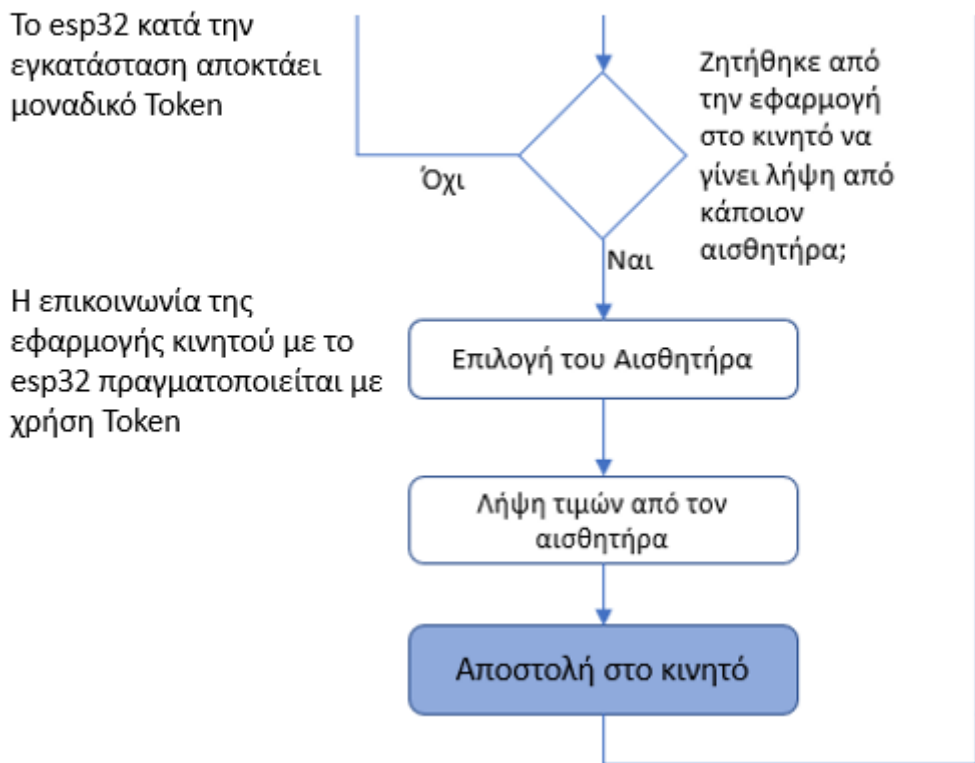 Το esp32 κατά την
εγκατάσταση αποκτάει
μοναδικό Token
Ζητήθηκε από
την εφαρμογή
στο κινητό να
γίνει λήψη από
κάποιον
αισθητήρα;
Όχι
Ναι
Η επικοινωνία της
εφαρμογής κινητού με το
esp32 πραγματοποιείται με
χρήση Token
Επιλογή του Αισθητήρα
Λήψη τιμών από τον
αισθητήρα
Αποστολή στο κινητό